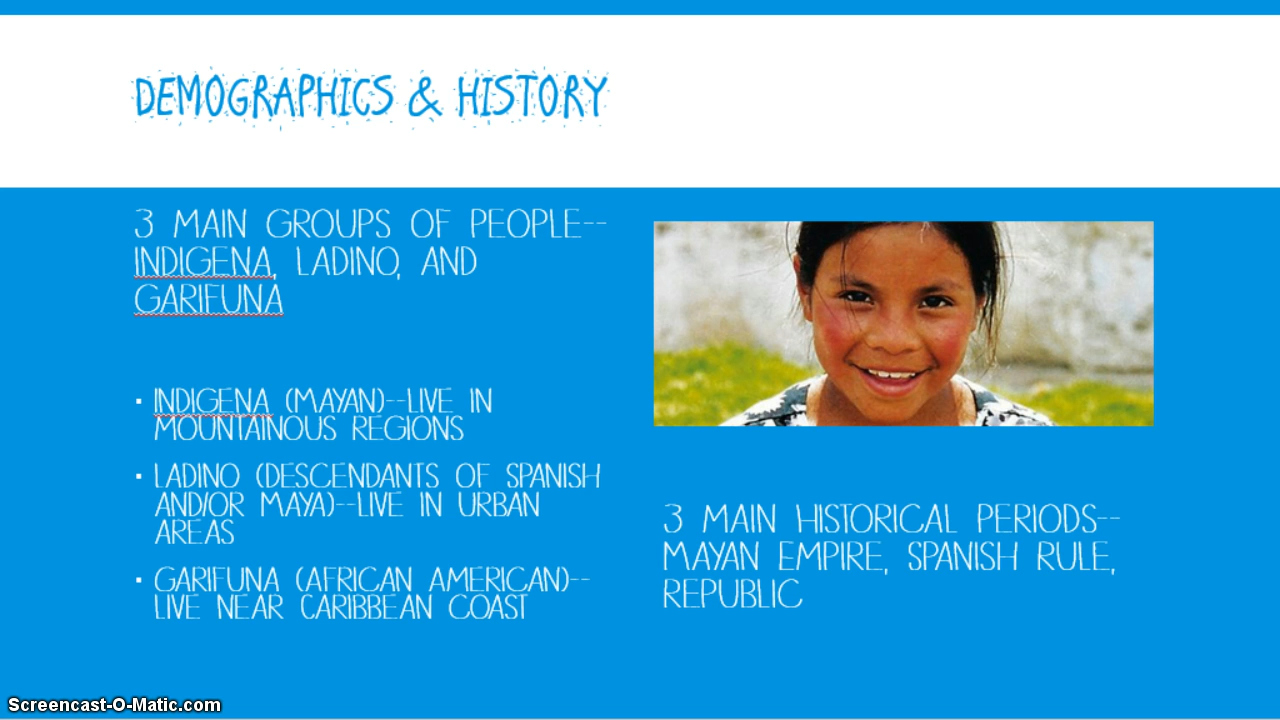 DEMOGRAPHICS & HISTORY
3 MAIN GROUPS OF PEOPLE--
INDIGENA, LADINO, AND
GARIFUNA
▪ INDIGENA (MAYAN)--LIVE IN
MOUNTAINOUS REGIONS
▪ LADINO (DESCENDANTS OF SPANISH
AND/OR MAYA)--LIVE IN URBAN
AREAS
▪ GARIFUNA (AFRICAN AMERICAN)--
LIVE NEAR CARIBBEAN COAST
3 MAIN HISTORICAL PERIODS--
MAYAN EMPIRE, SPANISH RULE,
REPUBLIC
Screencast-O-Matic.com